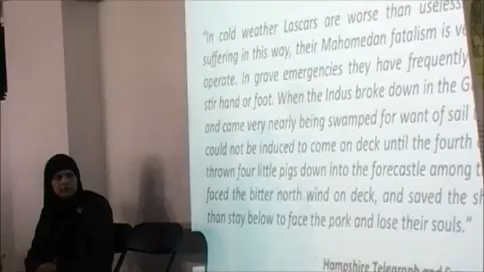 "In cold weather Lascars are worse than useless
suffering in this way, their Mahomedan fatalism is
operate. In grave emergencies they have frequently
stir hand or foot. When the Indus broke down in the
and came very nearly being swamped for want of sail
could not be induced to come on deck until the fourth
thrown four little pigs down into the forecastle among
faced the bitter north wind on deck, and saved the
than stay below to face the pork and lose their souls."
Hampshire Telegraph and